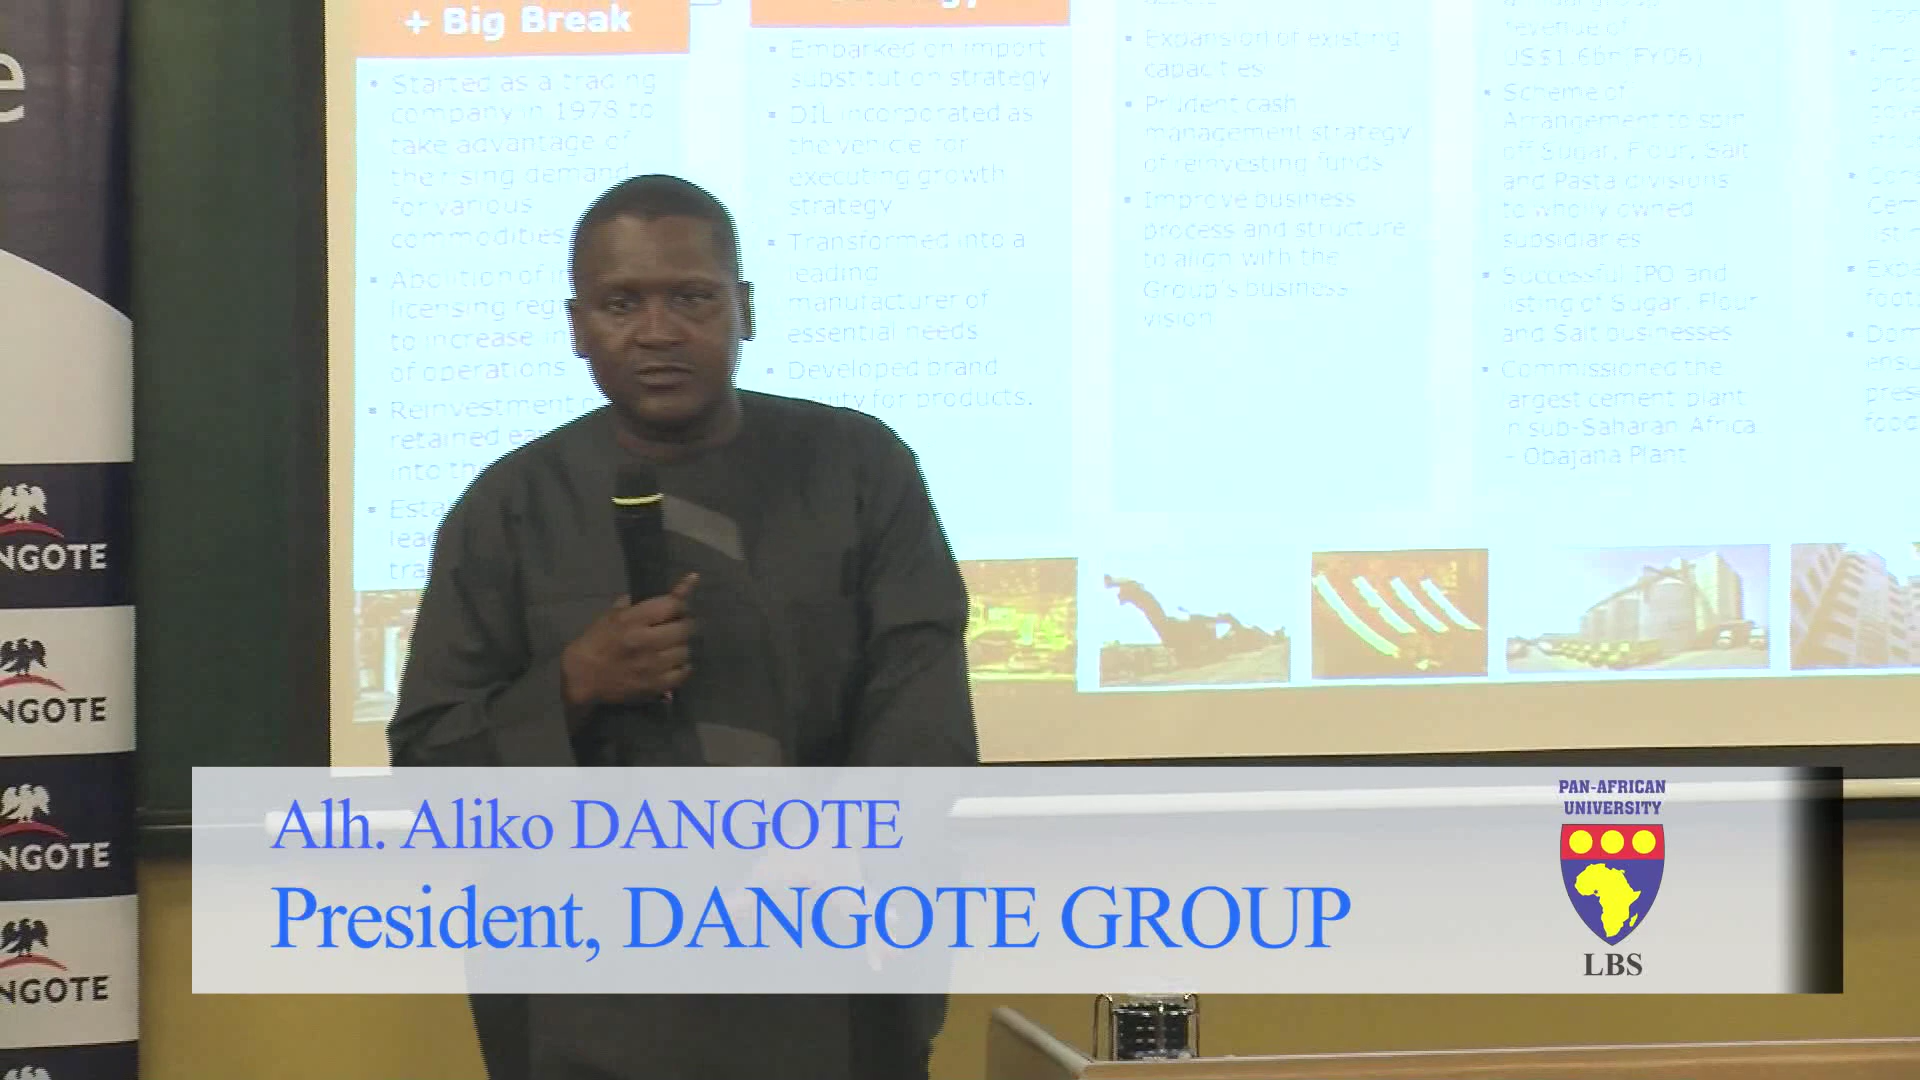 + Big Break
Started as a trading
company in 1978 to
take advantage of
the rising demand
for various
commodities
Abolition of
licensing
to increase in
of operations
Reinvestment
retained
into
Embarked on import
substitution strategy
DIL incorporated as
the vehicle for
executing growth
strategy
Transformed into a
leading
manufacturer of
essential needs
Developed brand
for products.
Expansion of existing
capacities
Prudent cash
management strategy
of reinvesting funds
Improve business
process and structure
to align with the
Group's business
vision
revenue of
US$1.6bn(FY06)
Scheme of
Arrangement to spin
off Sugar, Flour, Salt
and Pasta divisions
to wholly owned
subsidiaries
Successful IPO and
listing of Sugar, Flour
and Salt businesses
Commissioned the
largest cement plant
in sub-Saharan Africa
– Obajana Plant
NGOTE
NGOTE
NGOTE
NGOTE
Alh. Aliko DANGOTE
President, DANGOTE GROUP
PAN-AFRICAN
UNIVERSITY
LBS